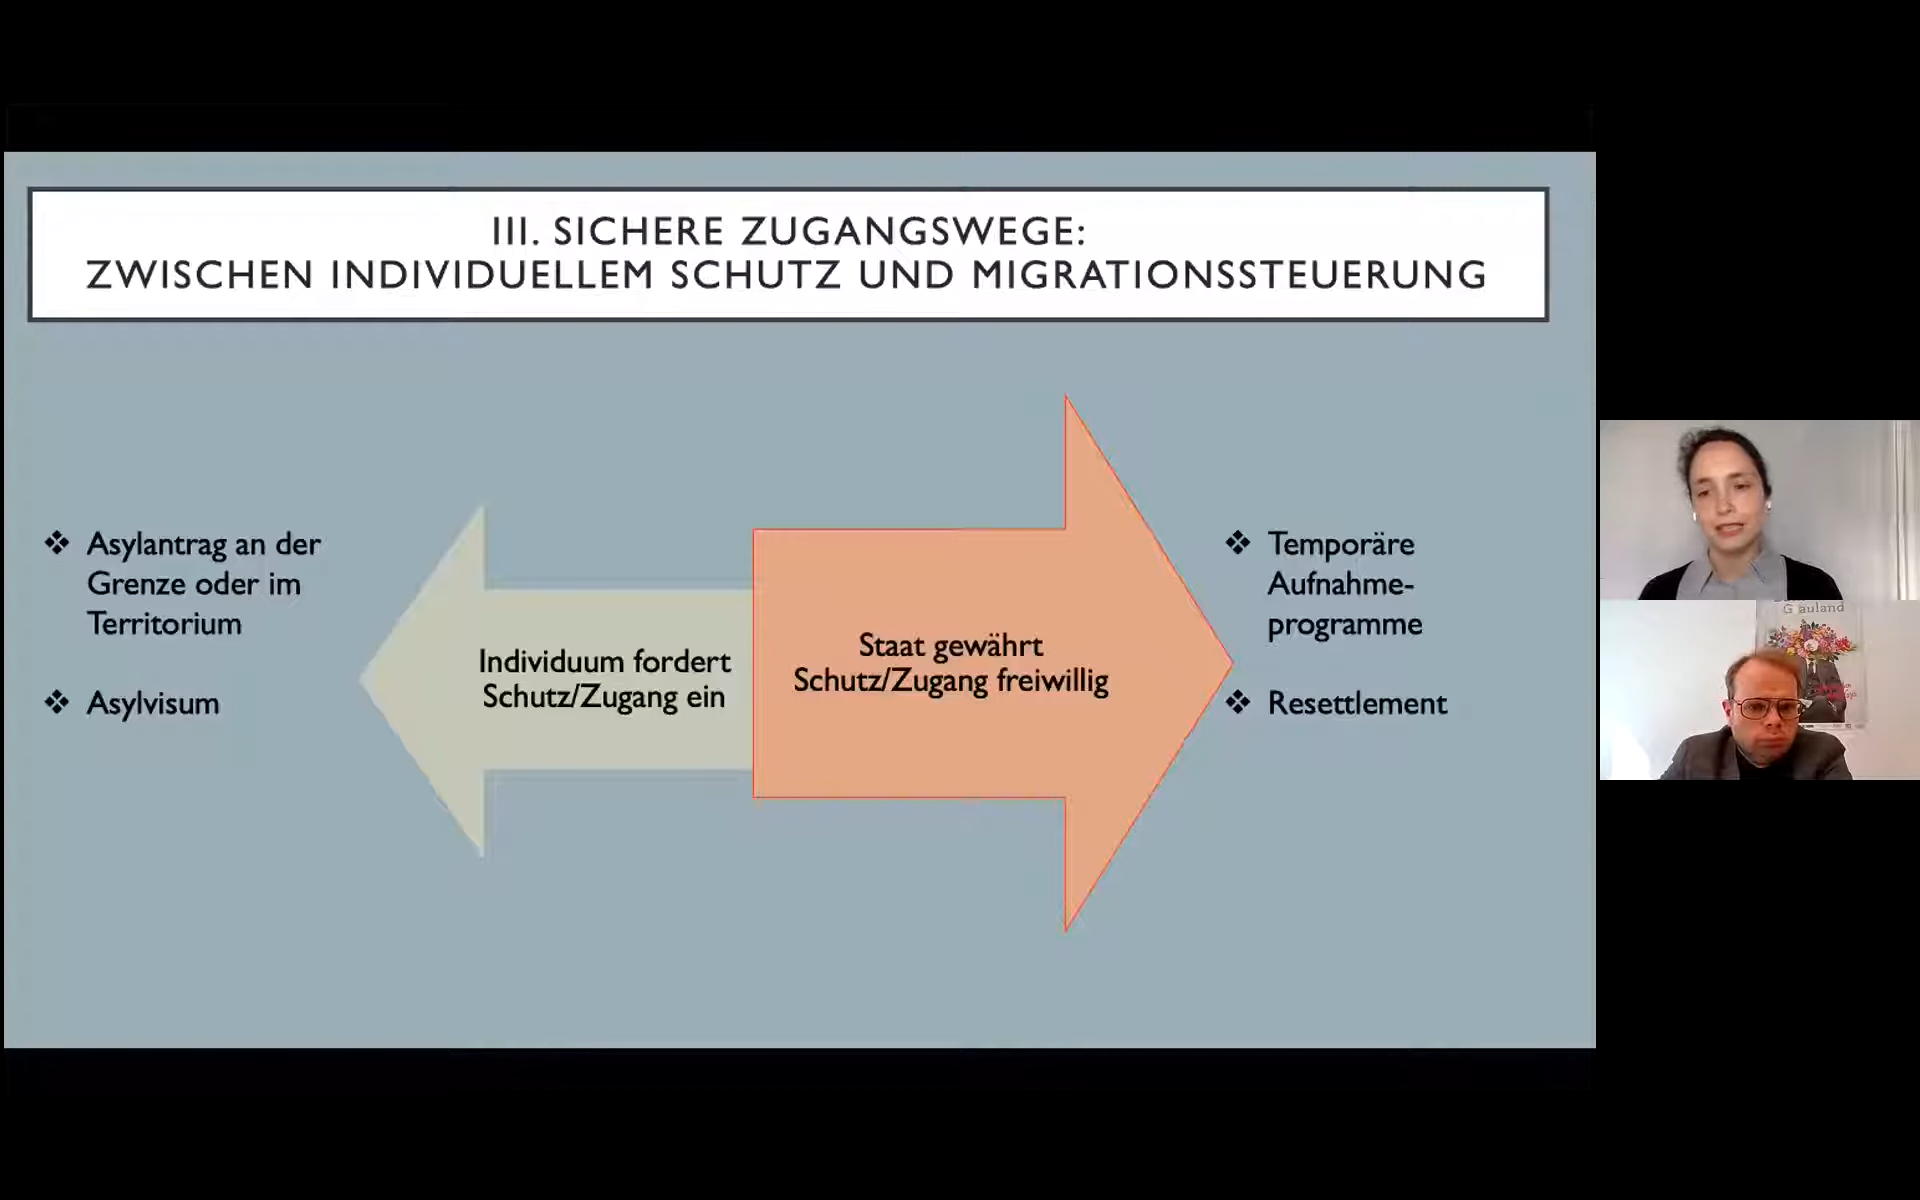 III. SICHERE ZUGANGSWEGE:
ZWISCHEN INDIVIDUELLEM SCHUTZ UND MIGRATIONSSTEUERUNG
❖ Asylantrag an der
Grenze oder im
Territorium
❖ Asylvisum
Individuum fordert
Schutz/Zugang ein
Staat gewährt
Schutz/Zugang freiwillig
❖ Temporäre
Aufnahme-
programme
❖ Resettlement